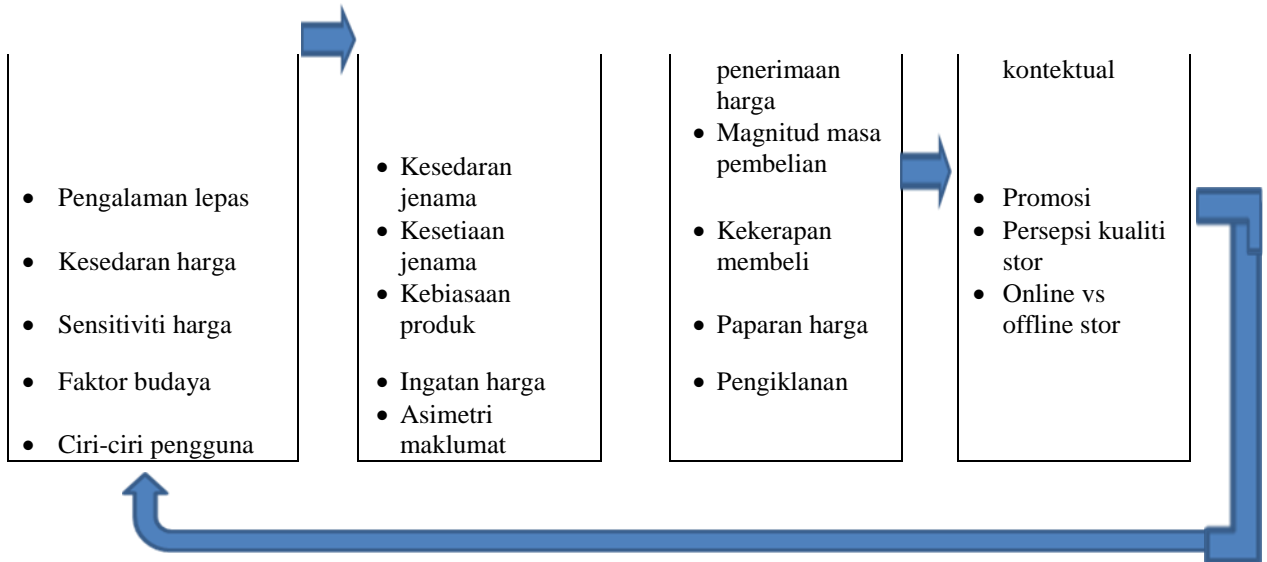 • Pengalaman lepas
• Kesedaran harga
• Sensitiviti harga
• Faktor budaya
• Ciri-ciri pengguna
• Kesedaran
jenama
• Kesetiaan
jenama
• Kebiasaan
produk
• Ingatan harga
• Asimetri
maklumat
penerimaan
harga
• Magnitud masa
pembelian
• Kekerapan
membeli
• Paparan harga
• Pengiklanan
kontektual
• Promosi
• Persepsi kualiti
stor
• Online vs
offline stor